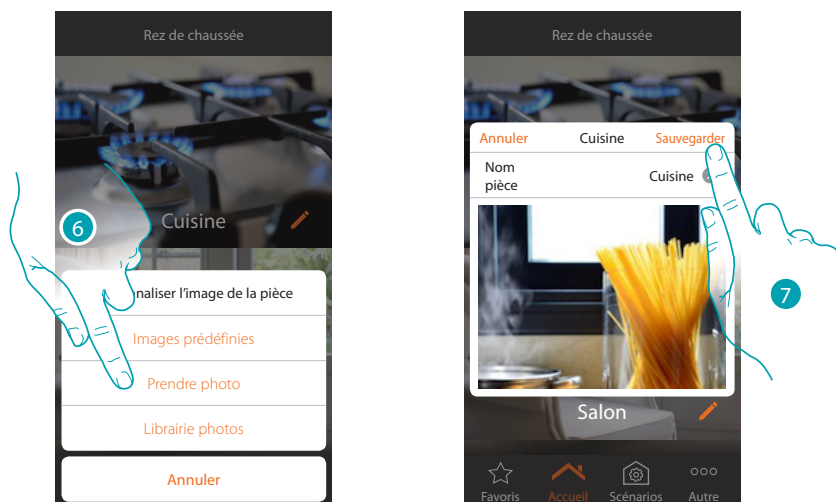 Rez de chaussée
Cuisine
6
naliser l'image de la pièce
Images prédéfinies
Prendre photo
Librairie photos
Annuler
Rez de chaussée
Annuler Cuisine Sauvegarder
Nom
pièce
Cuisine
7
Salon
Favoris Accueil Scénarios Autre